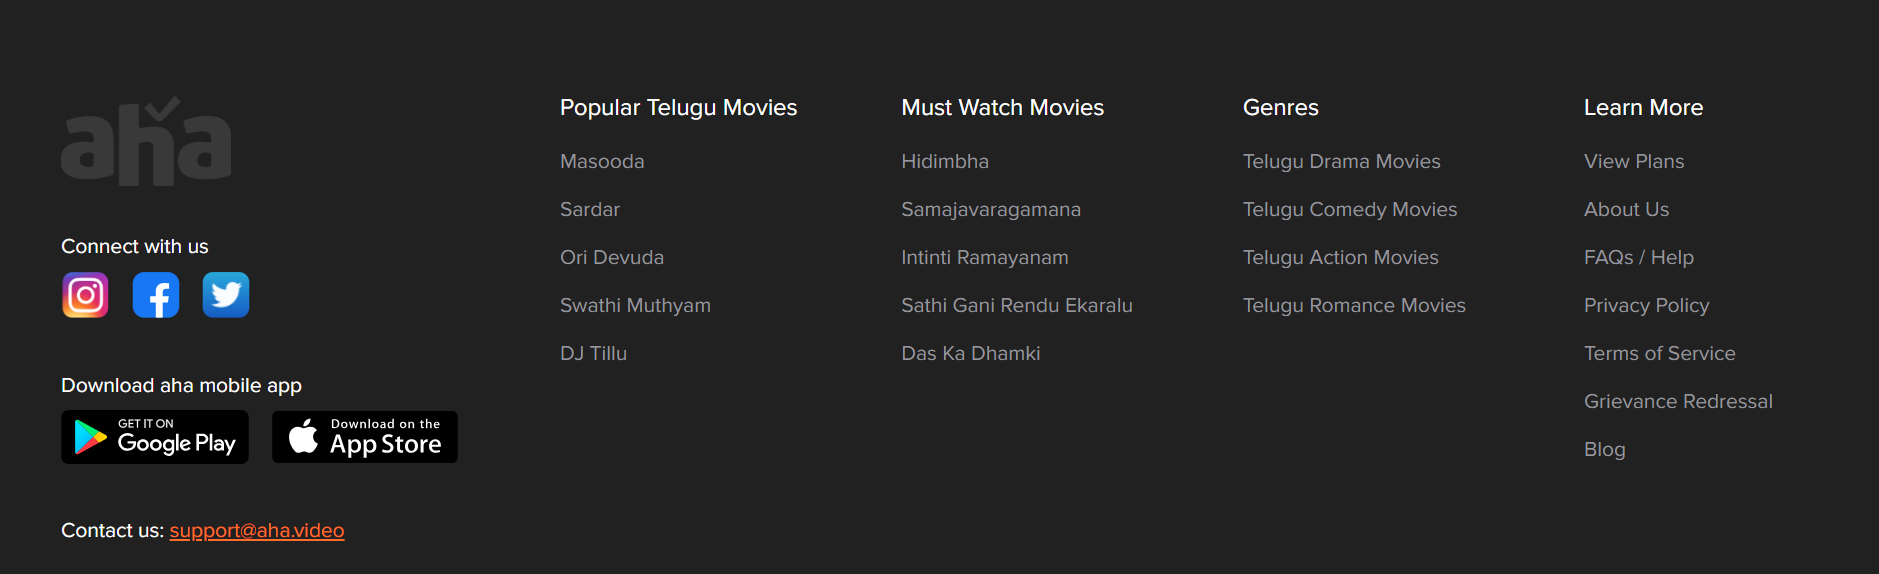 aha
Connect with us
Download aha mobile app
GET IT ON
Google Play
Download on the
App Store
Contact us: support@aha.video
Popular Telugu Movies
Masooda
Sardar
Ori Devuda
Swathi Muthyam
DJ Tillu
Must Watch Movies
Hidimbha
Samajavaragamana
Intinti Ramayanam
Sathi Gani Rendu Ekaralu
Das Ka Dhamki
Genres
Telugu Drama Movies
Telugu Comedy Movies
Telugu Action Movies
Telugu Romance Movies
Learn More
View Plans
About Us
FAQs / Help
Privacy Policy
Terms of Service
Grievance Redressal
Blog